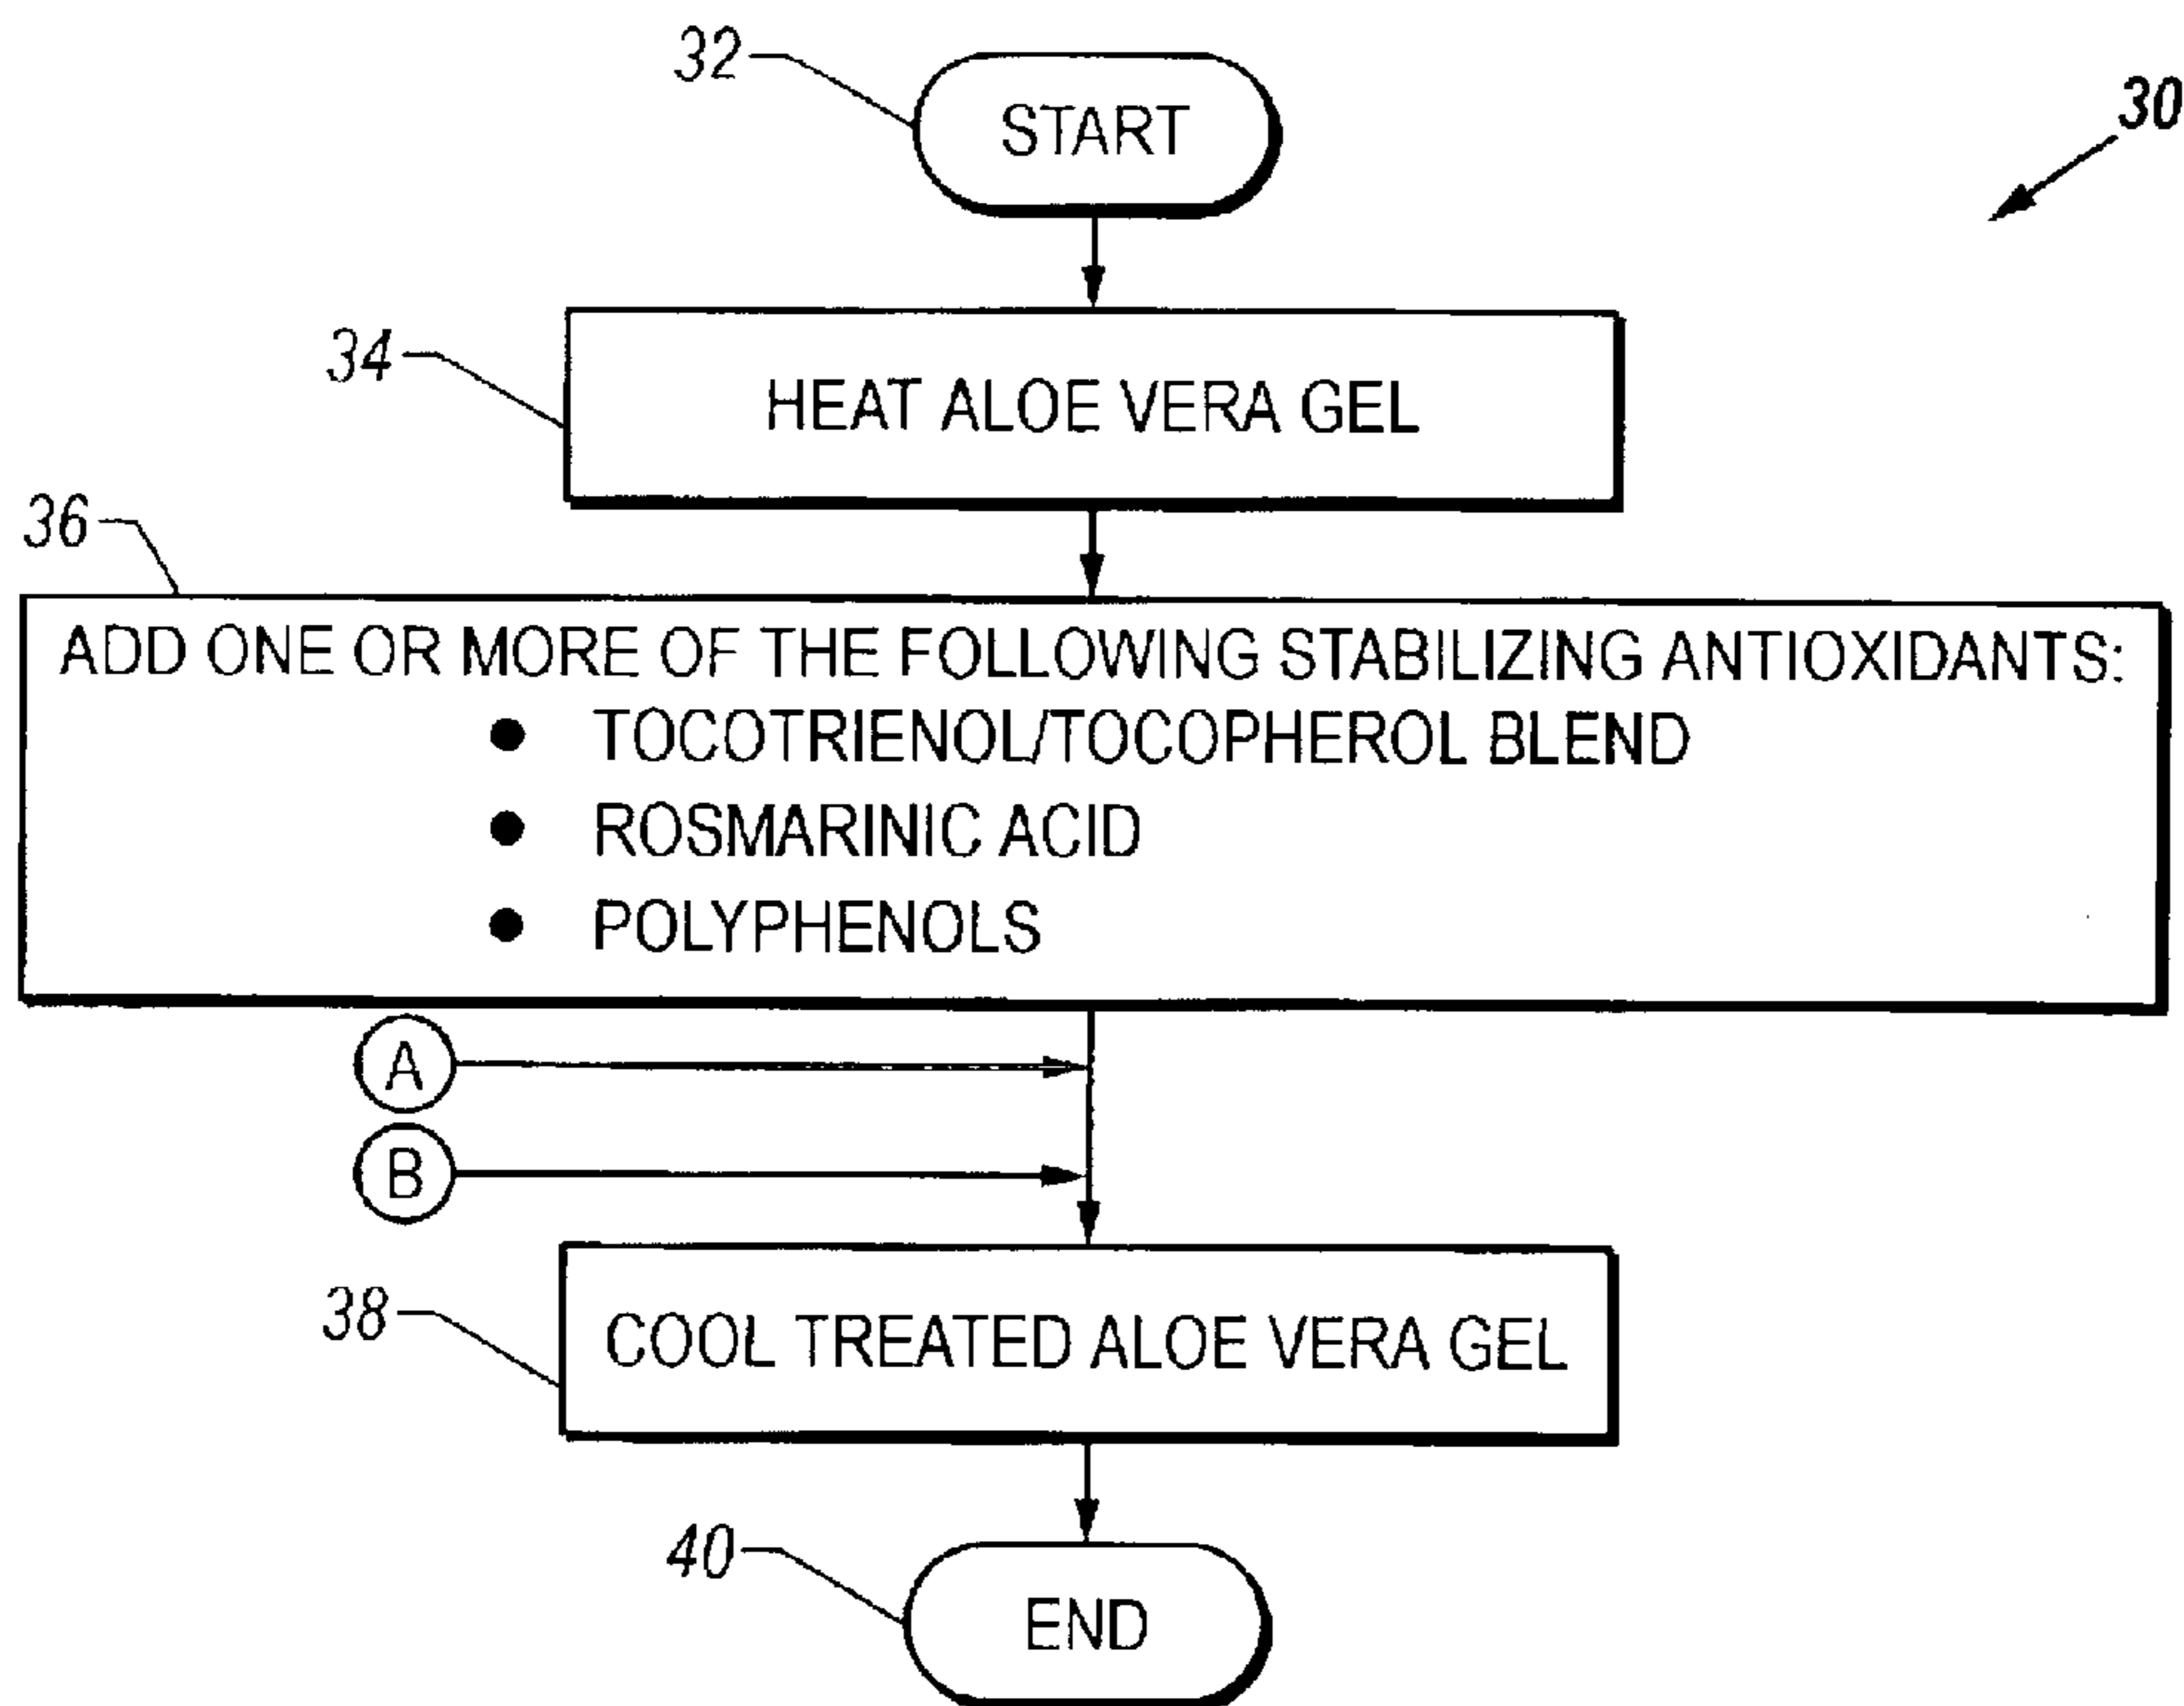 32
START
30
34
HEAT ALOE VERA GEL
36
ADD ONE OR MORE OF THE FOLLOWING STABILIZING ANTIOXIDANTS:
● TOCOTRIENOL/TOCOPHEROL BLEND
● ROSMARINIC ACID
● POLYPHENOLS
A
B
38
COOL TREATED ALOE VERA GEL
40
END